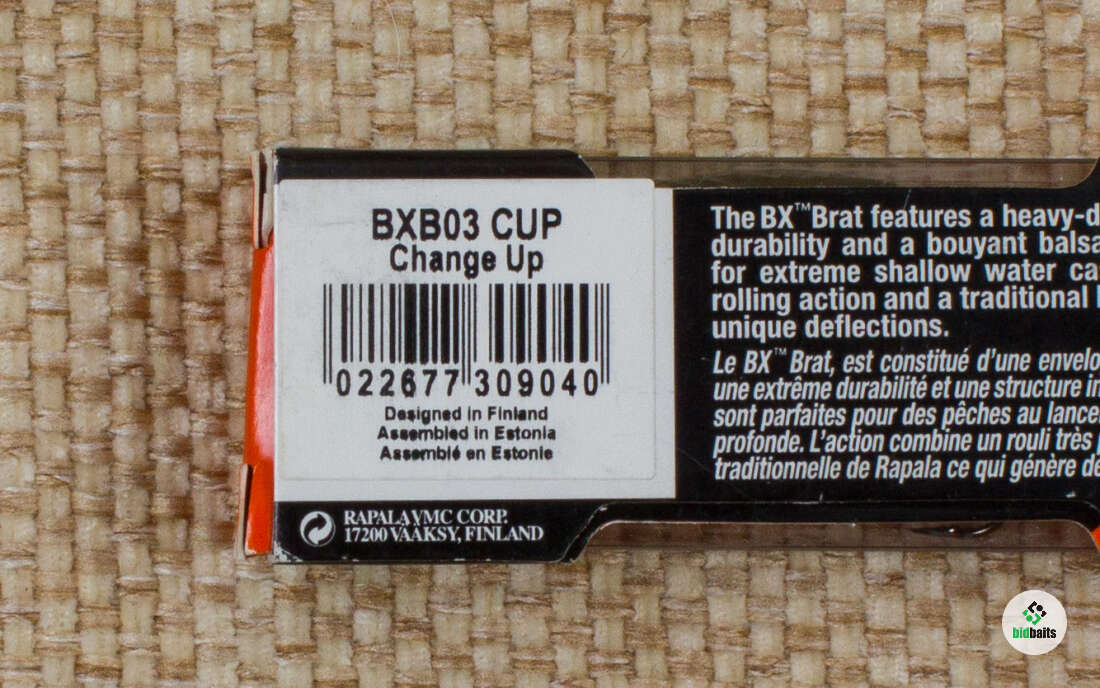 BXB03 CUP
Change Up
022677 309040
Designed in Finland
Assembled in Estonia
Assemblé en Estonie
RAPALA VMC CORP.
17200 VÄÄKSY, FINLAND
The BX™ Brat features a heavy-d
durability and a bouyant balsa
for extreme shallow water ca
rolling action and a traditional
unique deflections.
Le BX™ Brat, est constitué d'une envelo
une extrême durabilité et une structure in
sont parfaites pour des pêches au lance
profonde. L'action combine un rouli très
traditionnelle de Rapala ce qui génère de
bidbaits